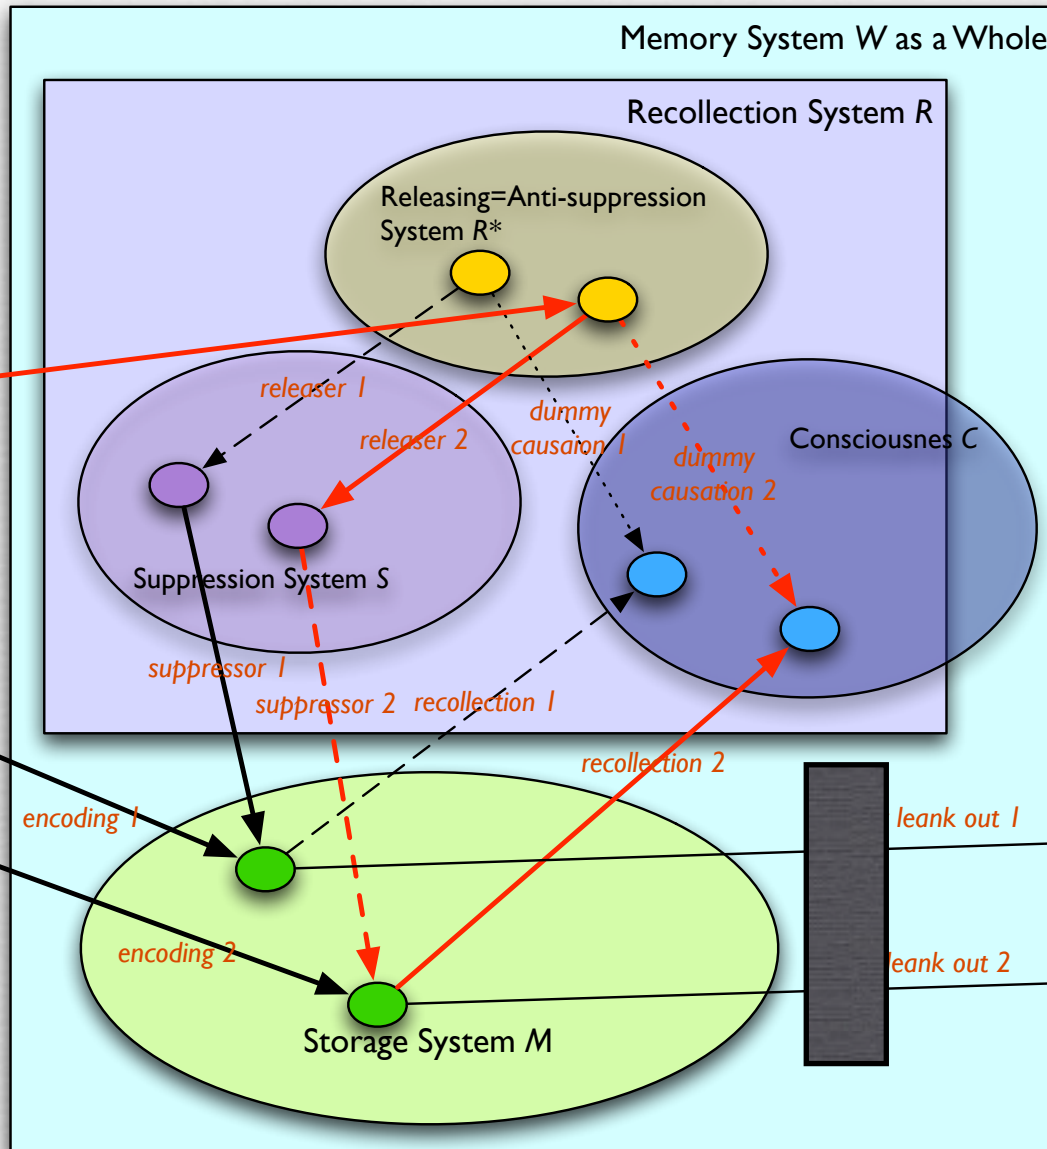 Memory System W as a Whole
Recollection System R
Releasing=Anti-suppression
System R*
releaser 1
releaser 2
dummy
causaion 1
dummy
causation 2
Consciousnes C
Suppression System S
suppressor 1
suppressor 2
recollection 1
recollection 2
encoding 1
leank out 1
encoding 2
leank out 2
Storage System M